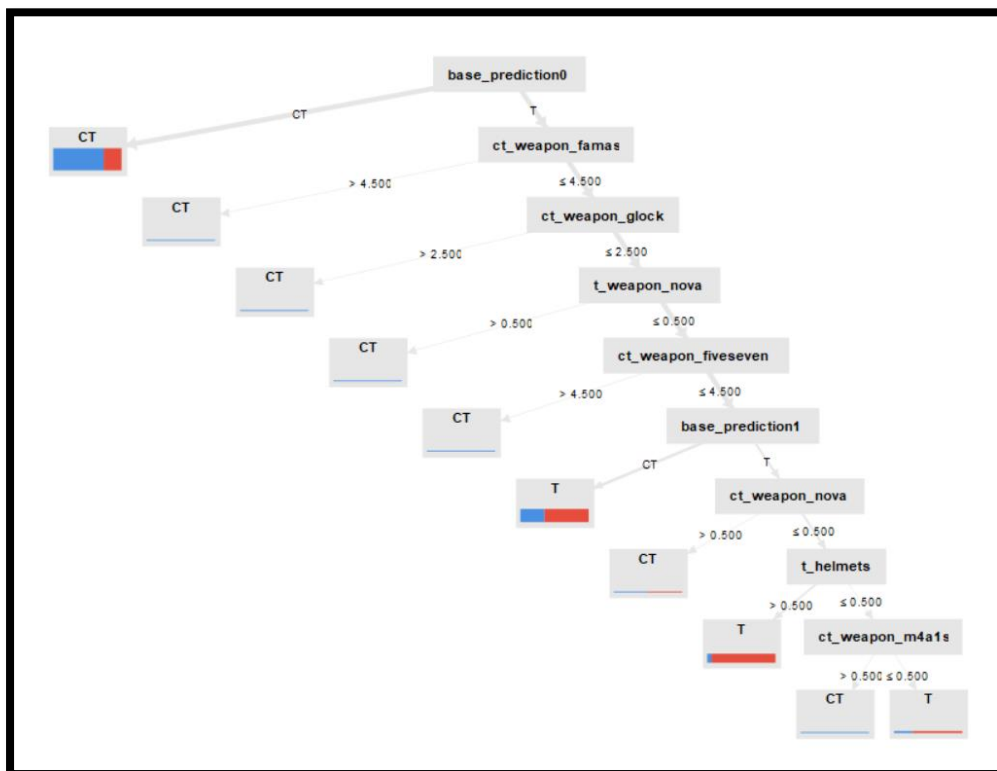 base_prediction0
CT
T
CT
ct_weapon_famas
> 4.500
≤ 4.500
CT
ct_weapon_glock
> 2.500
≤ 2.500
CT
t_weapon_nova
> 0.500
≤ 0.500
CT
ct_weapon_fiveseven
> 4.500
≤ 4.500
CT
base_prediction1
CT
T
T
ct_weapon_nova
> 0.500
≤ 0.500
CT
t_helmets
> 0.500
≤ 0.500
T
ct_weapon_m4a1s
> 0.500
≤ 0.500
CT
T